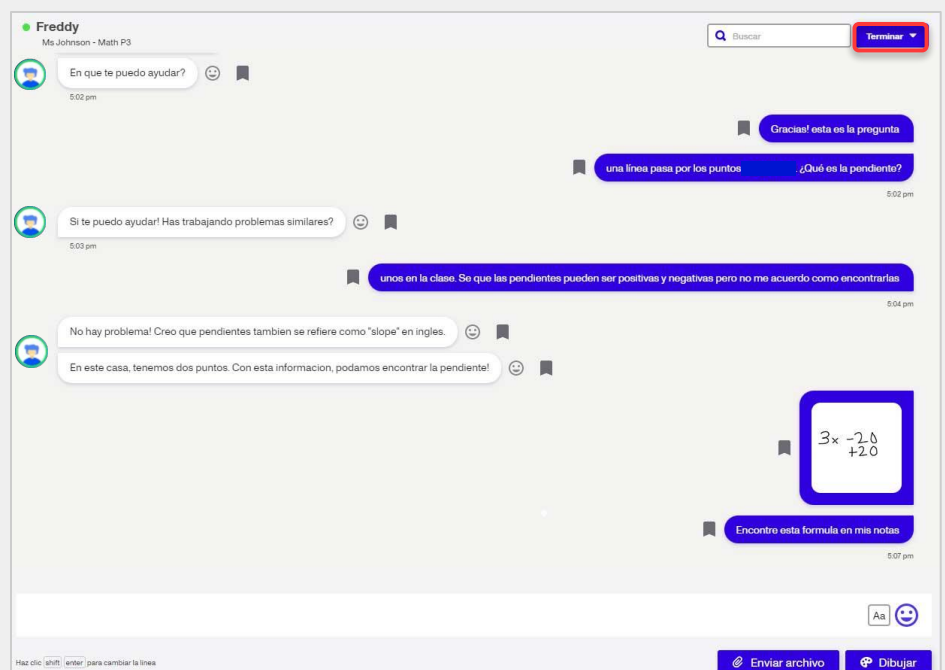 Freddy
Ms Johnson - Math P3
Buscar
Terminar
En que te puedo ayudar?
5:02 pm
Gracias! esta es la pregunta
una línea pasa por los puntos . ¿Qué es la pendiente?
5:02 pm
Si te puedo ayudar! Has trabajando problemas similares?
5:03 pm
unos en la clase. Se que las pendientes pueden ser positivas y negativas pero no me acuerdo como encontrarlas
5:04 pm
No hay problema! Creo que pendientes tambien se refiere como "slope" en ingles.
En este casa, tenemos dos puntos. Con esta informacion, podamos encontrar la pendiente!
3x -20
+20
Encontre esta formula en mis notas
5:07 pm
Aa
Haz clic shift enter para cambiar la línea
Enviar archivo
Dibujar